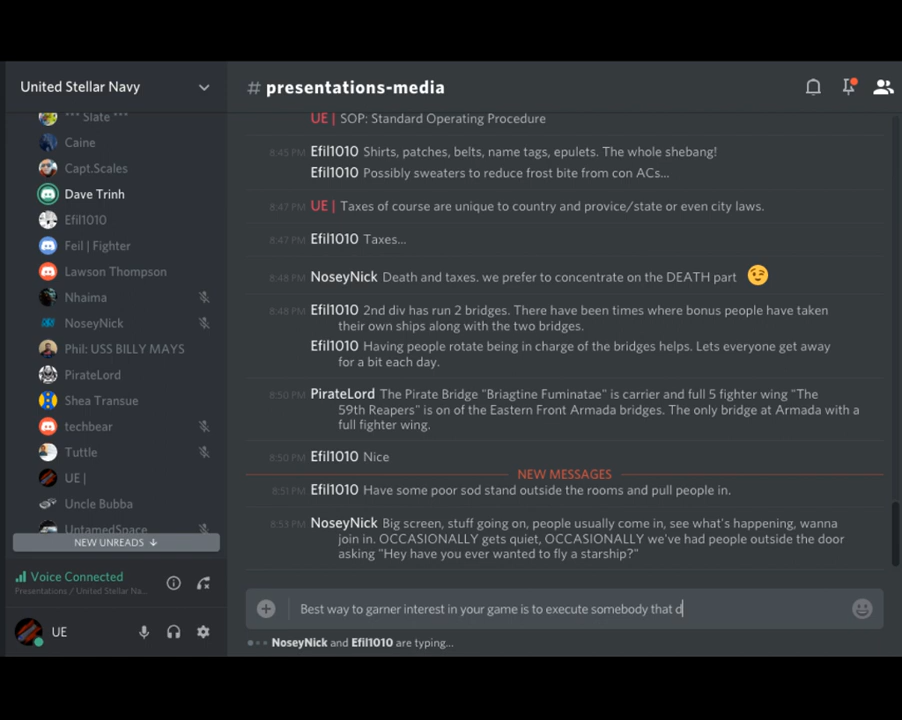 United Stellar Navy
*** Slate ***
Caine
Capt.Scales
Dave Trinh
Efil1010
Feil | Fighter
Lawson Thompson
Nhaima
NoseyNick
Phil: USS BILLY MAYS
PirateLord
Shea Transue
techbear
Tuttle
UE |
Uncle Bubba
UntamedSpace
NEW UNREADS ↓
Voice Connected
Presentations / United Stellar Na...
UE
# presentations-media
UE | SOP: Standard Operating Procedure
8:45 PM Efil1010 Shirts, patches, belts, name tags, epulets. The whole shebang!
Efil1010 Possibly sweaters to reduce frost bite from con ACs...
8:47 PM UE | Taxes of course are unique to country and provice/state or even city laws.
8:47 PM Efil1010 Taxes...
8:48 PM NoseyNick Death and taxes. we prefer to concentrate on the DEATH part 😉
8:48 PM Efil1010 2nd div has run 2 bridges. There have been times where bonus people have taken
their own ships along with the two bridges.
Efil1010 Having people rotate being in charge of the bridges helps. Lets everyone get away
for a bit each day.
8:50 PM PirateLord The Pirate Bridge "Briagtine Fuminatae" is carrier and full 5 fighter wing "The
59th Reapers" is on of the Eastern Front Armada bridges. The only bridge at Armada with a
full fighter wing.
8:50 PM Efil1010 Nice
NEW MESSAGES
8:51 PM Efil1010 Have some poor sod stand outside the rooms and pull people in.
8:53 PM NoseyNick Big screen, stuff going on, people usually come in, see what's happening, wanna
join in. OCCASIONALLY gets quiet, OCCASIONALLY we've had people outside the door
asking "Hey have you ever wanted to fly a starship?"
Best way to garner interest in your game is to execute somebody that d
NoseyNick and Efil1010 are typing...